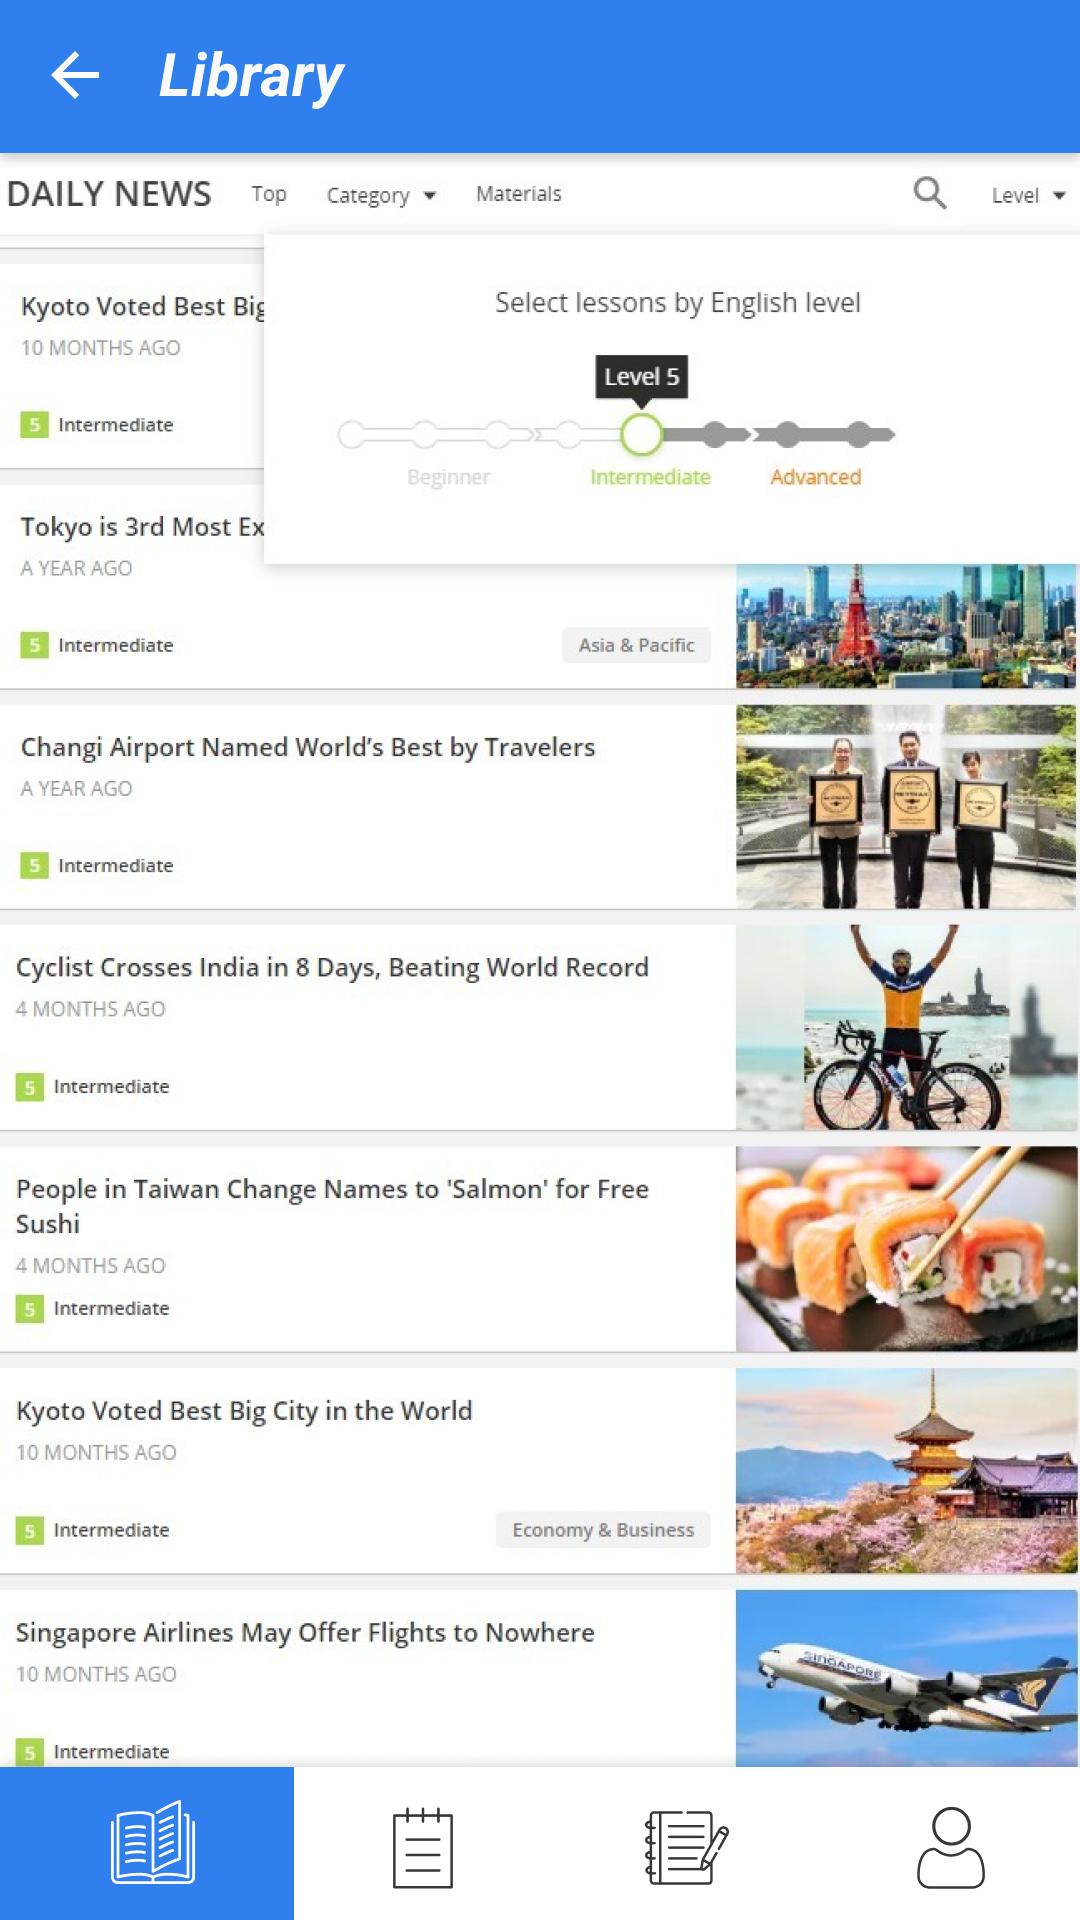 Library
DAILY NEWS Top Category Materials Level
Select lessons by English level
Level 5
Beginner Intermediate Advanced
Kyoto Voted Best Big
10 MONTHS AGO
5 Intermediate
Tokyo is 3rd Most Ex
A YEAR AGO
5 Intermediate Asia & Pacific
Changi Airport Named World’s Best by Travelers
A YEAR AGO
5 Intermediate
Cyclist Crosses India in 8 Days, Beating World Record
4 MONTHS AGO
5 Intermediate
People in Taiwan Change Names to 'Salmon' for Free
Sushi
4 MONTHS AGO
5 Intermediate
Kyoto Voted Best Big City in the World
10 MONTHS AGO
5 Intermediate Economy & Business
Singapore Airlines May Offer Flights to Nowhere
10 MONTHS AGO
SINGAPORE
5 Intermediate